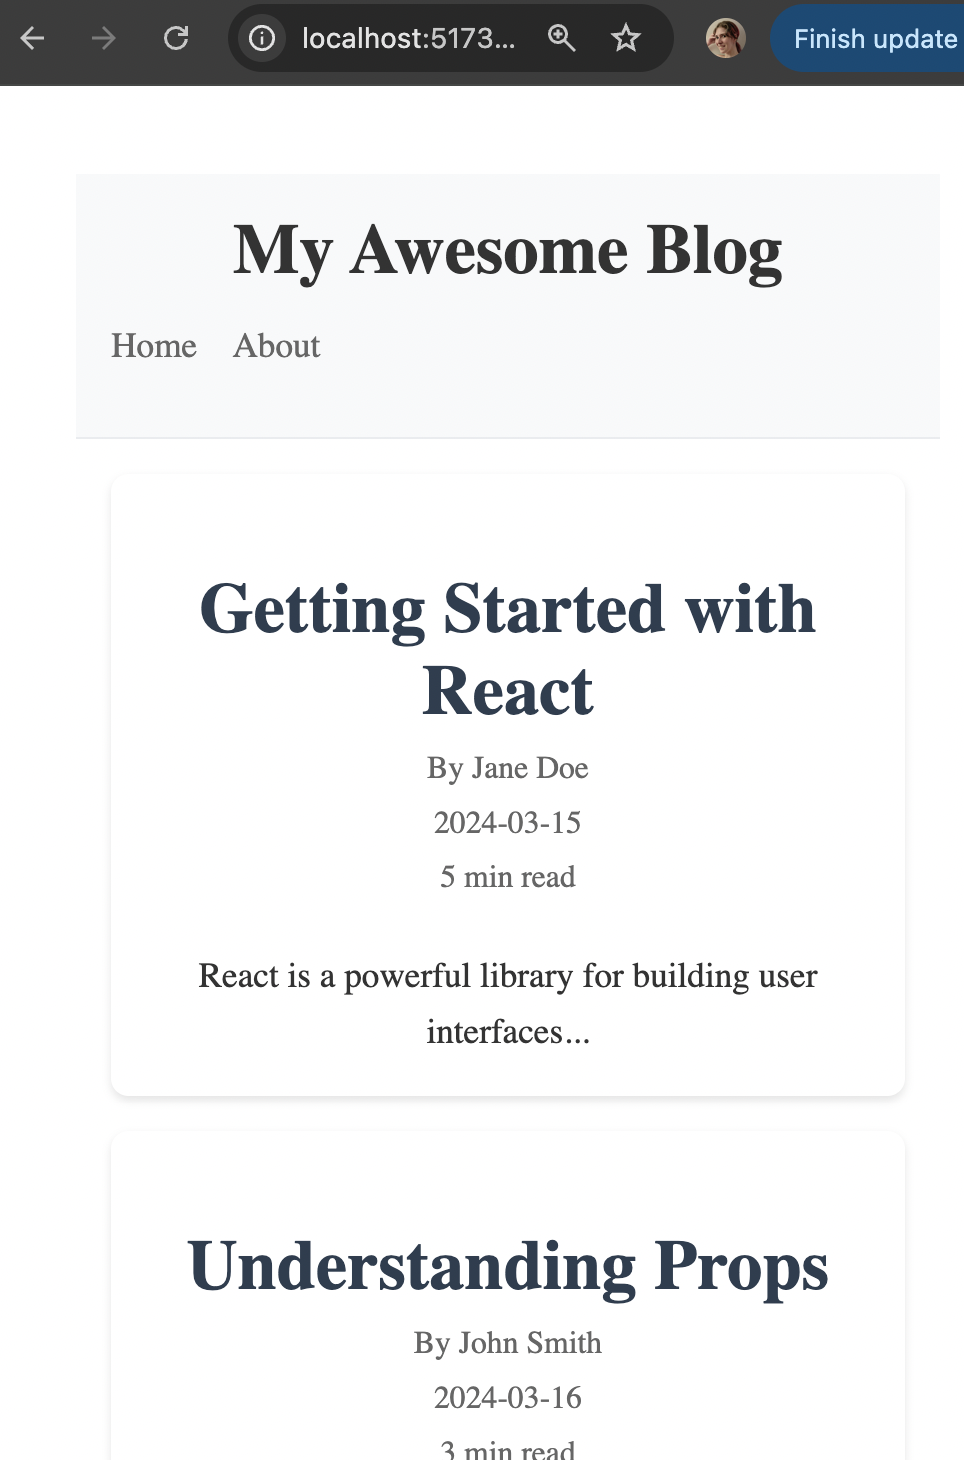 localhost:5173...
Finish update
My Awesome Blog
Home About
Getting Started with
React
By Jane Doe
2024-03-15
5 min read
React is a powerful library for building user
interfaces...
Understanding Props
By John Smith
2024-03-16
3 min read